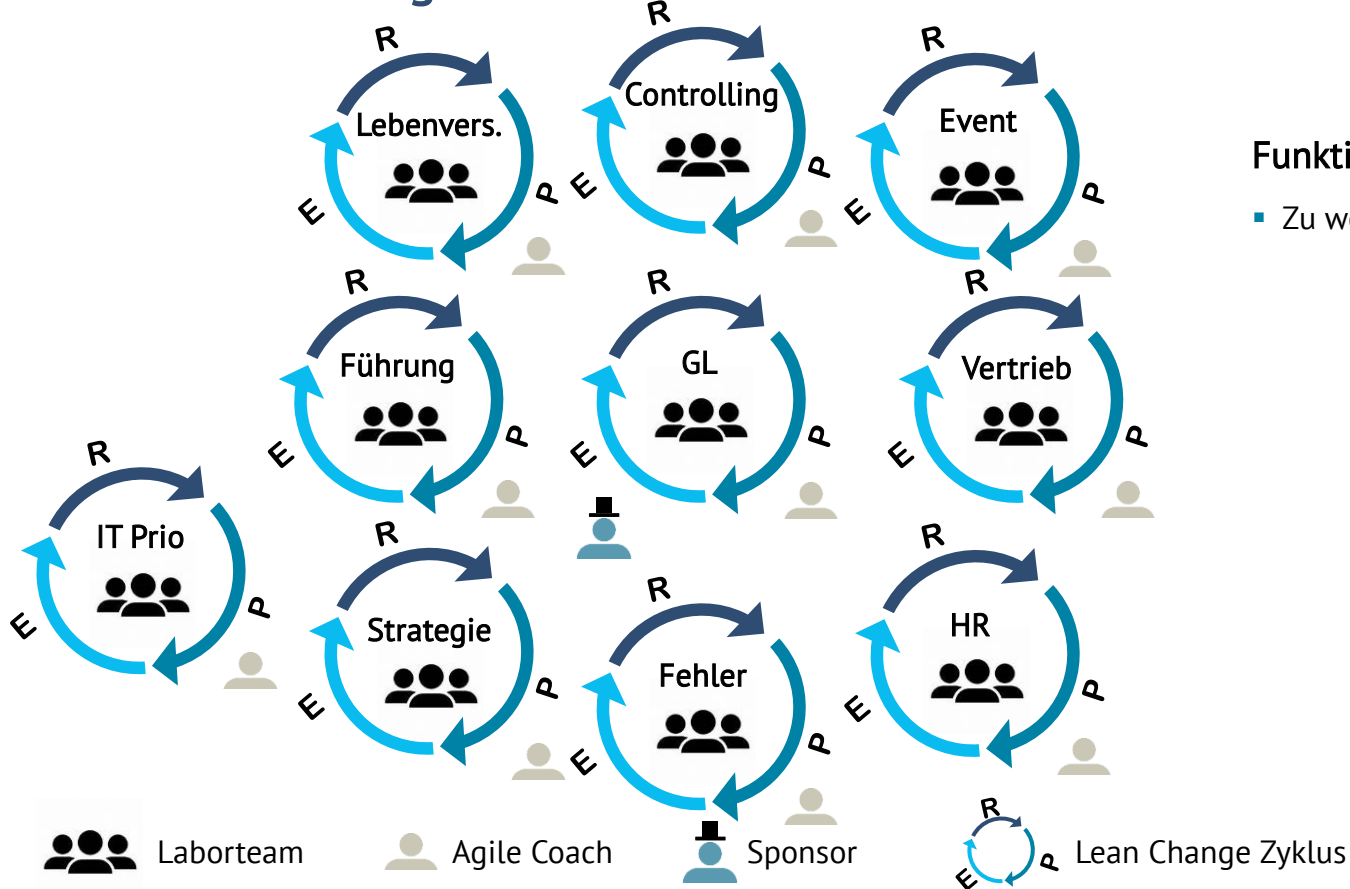 R
R
R
Lebenvers.
Controlling
Event
P
P
P
E
E
E
Funkti
Zu w
R
R
R
Führung
GL
Vertrieb
P
P
P
E
E
E
R
IT Prio
P
E
R
R
R
Strategie
Fehler
HR
P
P
P
E
E
E
Laborteam
Agile Coach
Sponsor
R
P
E
Lean Change Zyklus